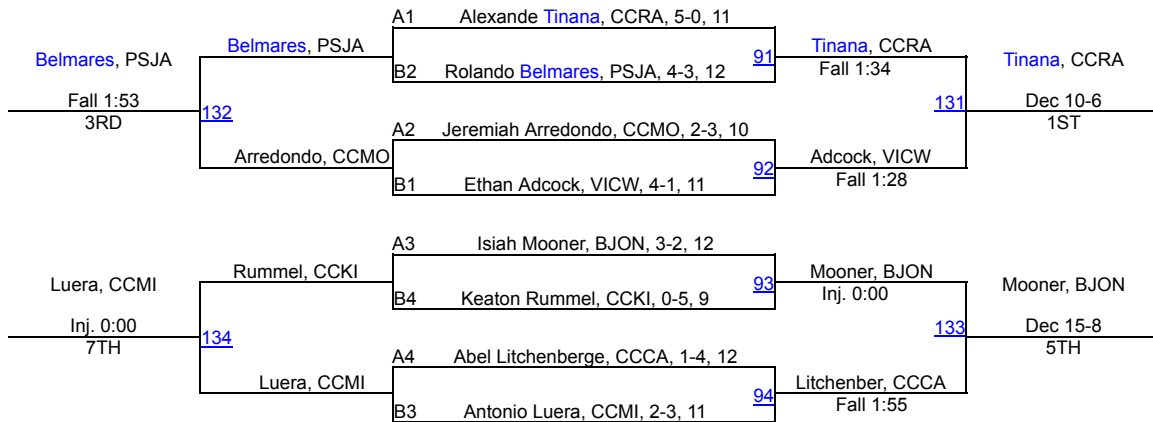 A1 Alexande Tinana, CCRA, 5-0, 11
Belmares, PSJA
Tinana, CCRA
Belmares, PSJA
91
Tinana, CCRA
B2 Rolando Belmares, PSJA, 4-3, 12
Fall 1:34
Fall 1:53
132
131
Dec 10-6
3RD
1ST
A2 Jeremiah Arredondo, CCMO, 2-3, 10
Arredondo, CCMO
92
Adcock, VICW
B1 Ethan Adcock, VICW, 4-1, 11
Fall 1:28
A3 Isiah Mooner, BJON, 3-2, 12
Rummel, CCKI
Mooner, BJON
Luera, CCMI
93
Mooner, BJON
B4 Keaton Rummel, CCKI, 0-5, 9
Inj. 0:00
Inj. 0:00
134
133
Dec 15-8
7TH
5TH
A4 Abel Litchenberge, CCCA, 1-4, 12
Luera, CCMI
94
Litchenber, CCCA
B3 Antonio Luera, CCMI, 2-3, 11
Fall 1:55